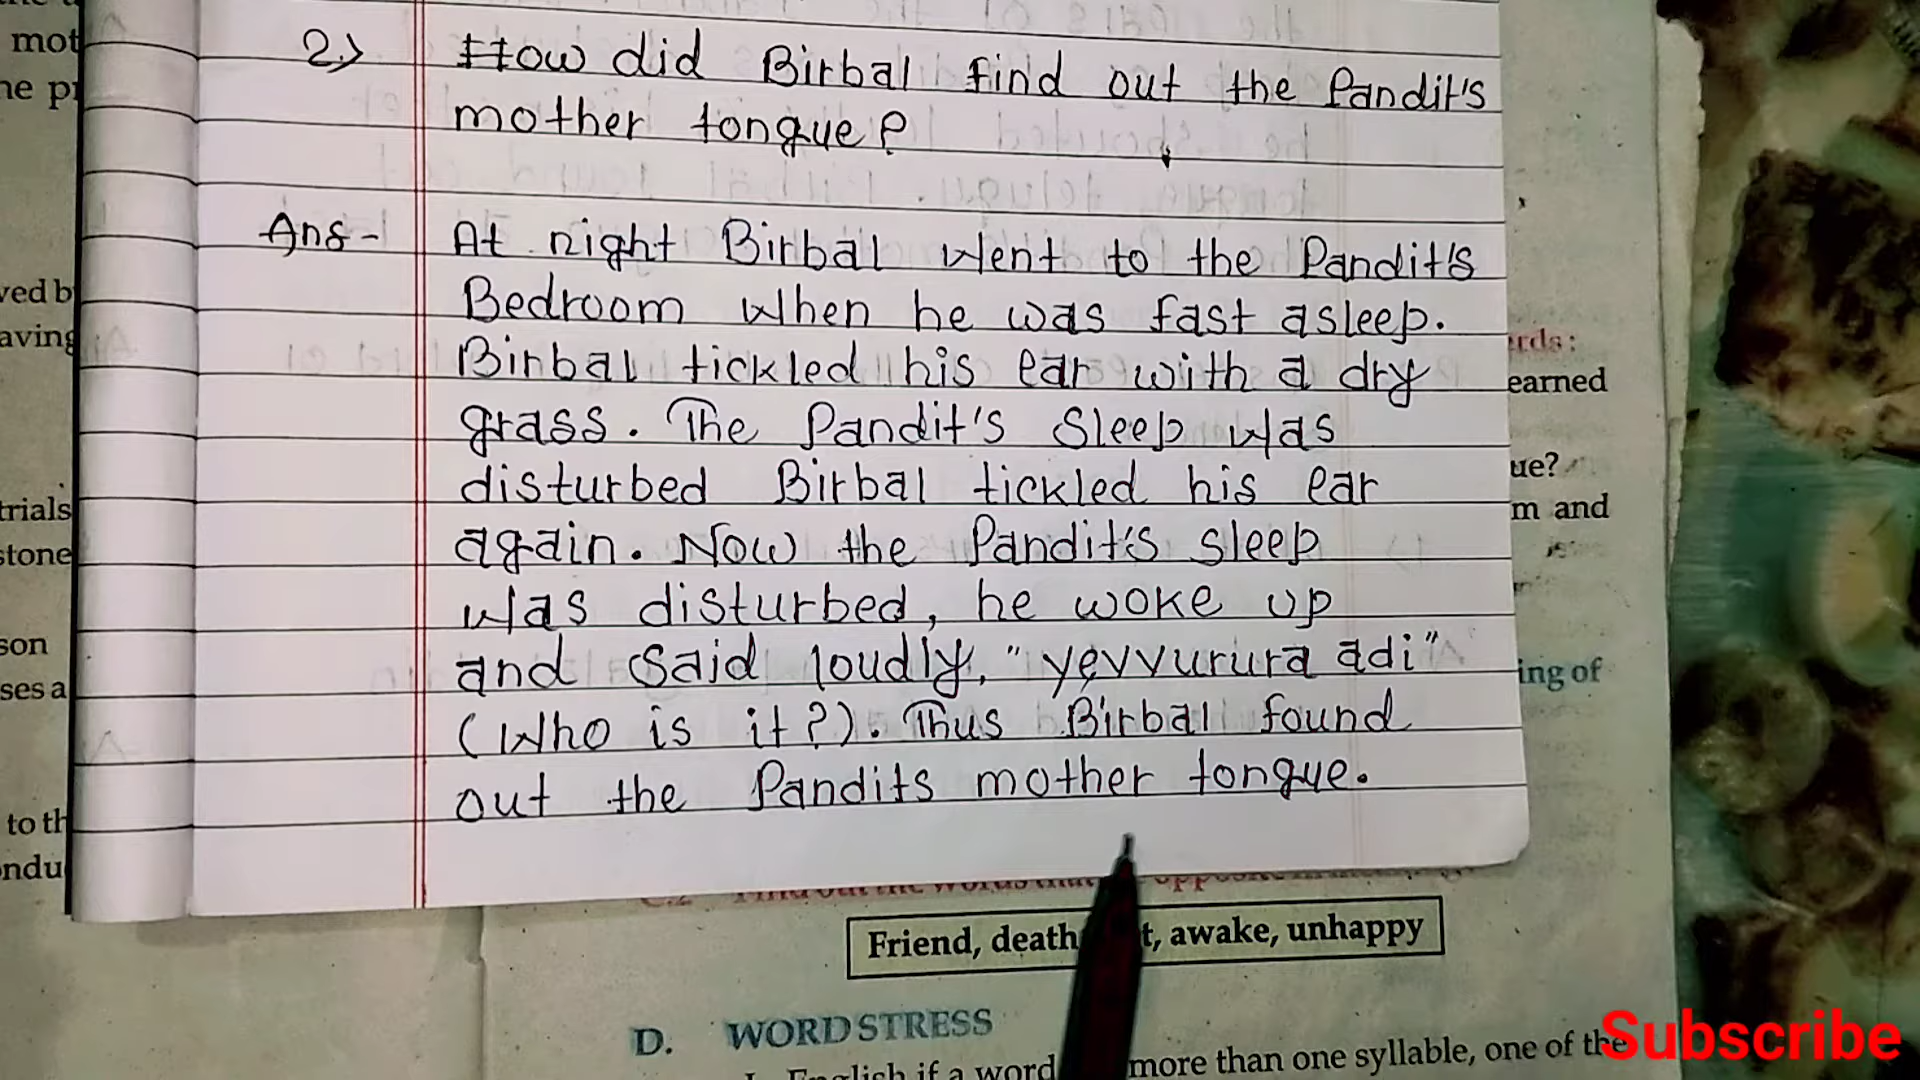 mot
2.) How did Birbal find out the Pandit's
mother tongue?
Ans- At night Birbal Went to the Pandit's
Bedroom When he was fast asleep.
Birbal tickled his ear with a dry
grass. The Pandit's Sleep Was
disturbed Birbal tickled his ear
again. Now the Pandit's sleep
Was disturbed, he woke up
and Said loudly, "yevvurura adi"
(Who is it?). Thus Birbal found
out the Pandits mother tongue.
ved b
aving
trials
stone
son
ses a
to th
ndu
rds:
earned
ue?
m and
ing of
Friend, death, awake, unhappy
D. WORD STRESS
English if a word more than one syllable, one of the
Subscribe